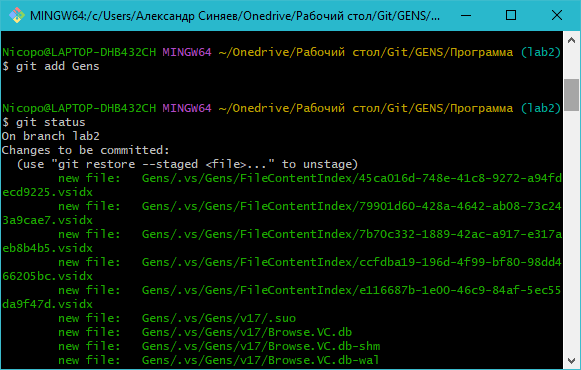 MINGW64:/c/Users/Александр Синяев/Onedrive/Рабочий стол/Git/GENS/...
Nicopo@LAPTOP-DHB432CH MINGW64 ~/Onedrive/Рабочий стол/Git/GENS/Программа (lab2)
$ git add Gens
Nicopo@LAPTOP-DHB432CH MINGW64 ~/Onedrive/Рабочий стол/Git/GENS/Программа (lab2)
$ git status
On branch lab2
Changes to be committed:
(use "git restore --staged <file>..." to unstage)
new file: Gens/.vs/Gens/FileContentIndex/45ca016d-748e-41c8-9272-a94fd
ecd9225.vsidx
new file: Gens/.vs/Gens/FileContentIndex/79901d60-428a-4642-ab08-73c24
3a9cae7.vsidx
new file: Gens/.vs/Gens/FileContentIndex/7b70c332-1889-42ac-a917-e317a
eb8b4b5.vsidx
new file: Gens/.vs/Gens/FileContentIndex/ccfdba19-196d-4f99-bf80-98dd4
66205bc.vsidx
new file: Gens/.vs/Gens/FileContentIndex/e116687b-1e00-46c9-84af-5ec55
da9f47d.vsidx
new file: Gens/.vs/Gens/v17/.suo
new file: Gens/.vs/Gens/v17/Browse.VC.db
new file: Gens/.vs/Gens/v17/Browse.VC.db-shm
new file: Gens/.vs/Gens/v17/Browse.VC.db-wal